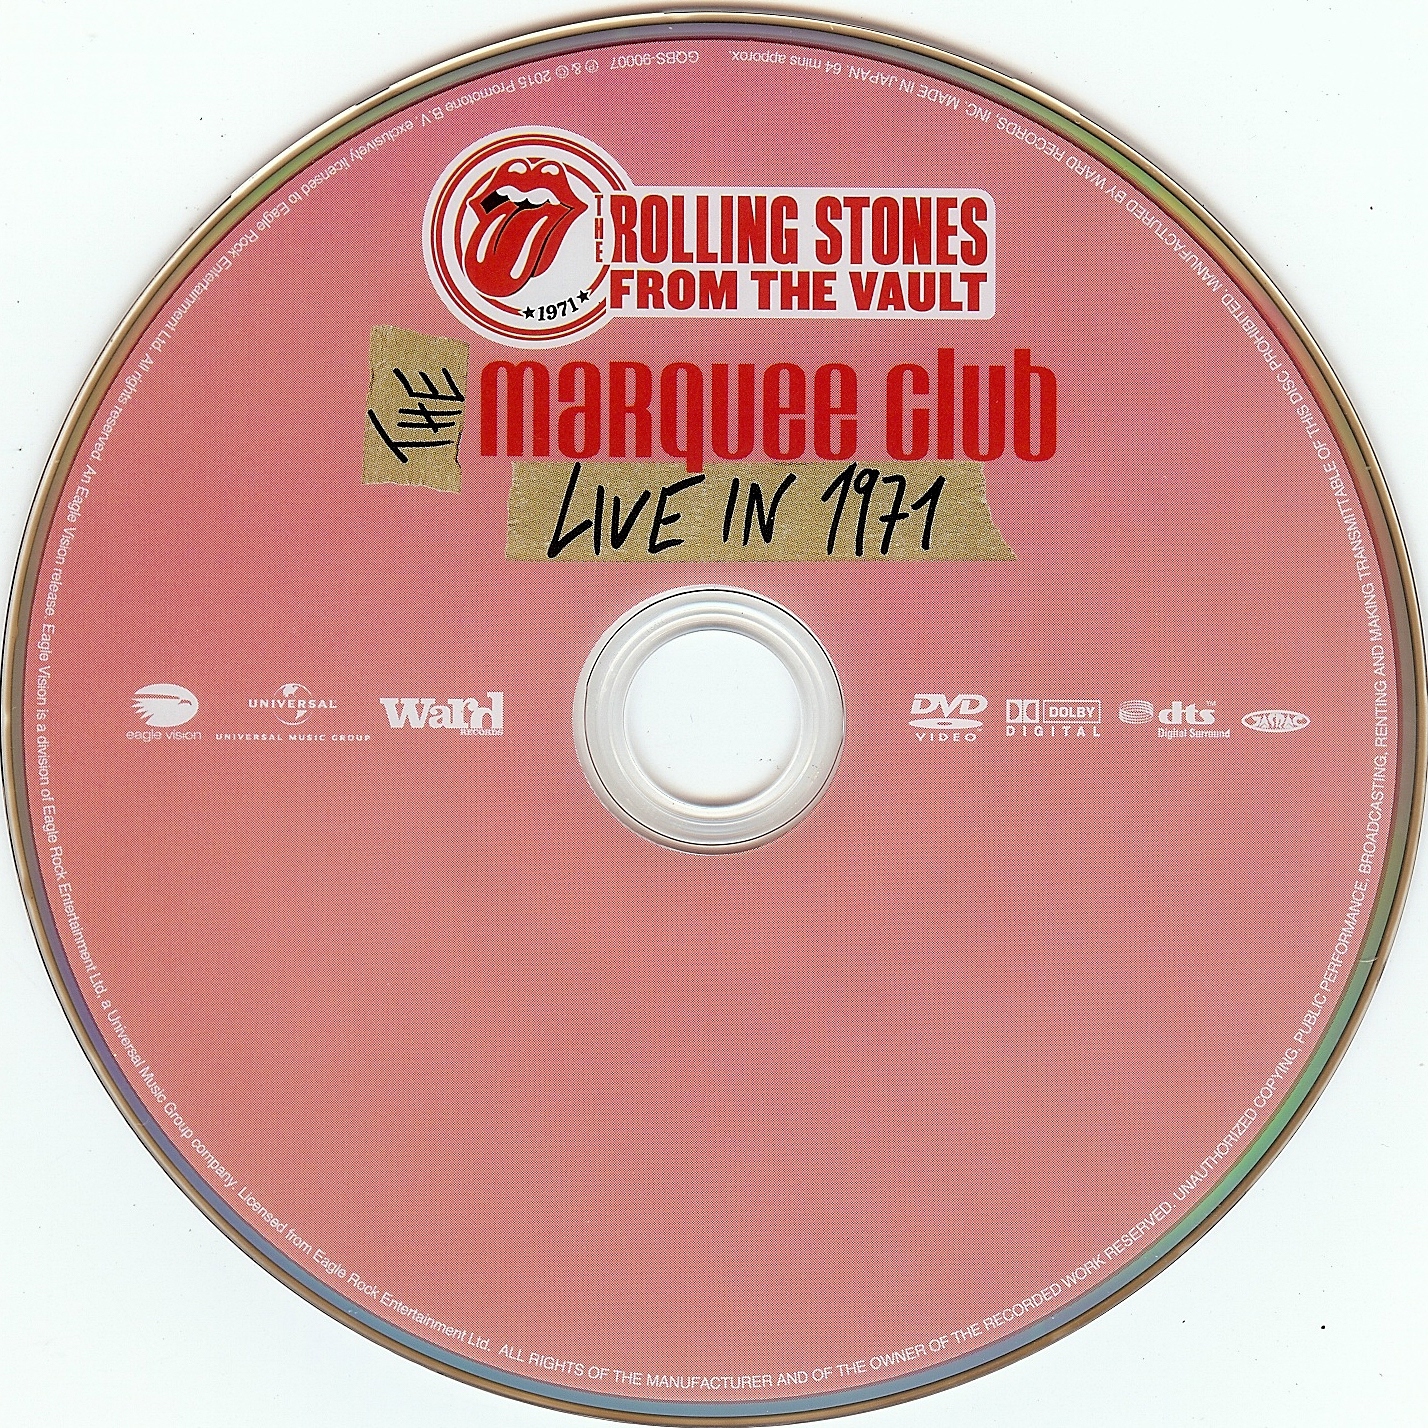 THE
ROLLING STONES
FROM THE VAULT
★1971★
THE
marquee club
LIVE IN 1971
eagle vision
UNIVERSAL
UNIVERSAL MUSIC GROUP
Ward
RECORDS
DVD
VIDEO
DOLBY
DIGITAL
dts™
Digital Surround
JASRAC
GQBS-90007 ℗ & © 2015 Promotone B.V. exclusively licensed to Eagle Rock Entertainment Ltd. All rights reserved. An Eagle Vision release. Eagle Vision is a division of Eagle Rock Entertainment Ltd, a Universal Music Group company. Licensed from Eagle Rock Entertainment Ltd. ALL RIGHTS OF THE MANUFACTURER AND OF THE OWNER OF THE RECORDED WORK RESERVED. UNAUTHORIZED COPYING, PUBLIC PERFORMANCE, BROADCASTING, RENTING AND MAKING TRANSMITTABLE OF THIS DISC PROHIBITED. MANUFACTURED BY WARD RECORDS, INC. MADE IN JAPAN. 64 mins apporox.